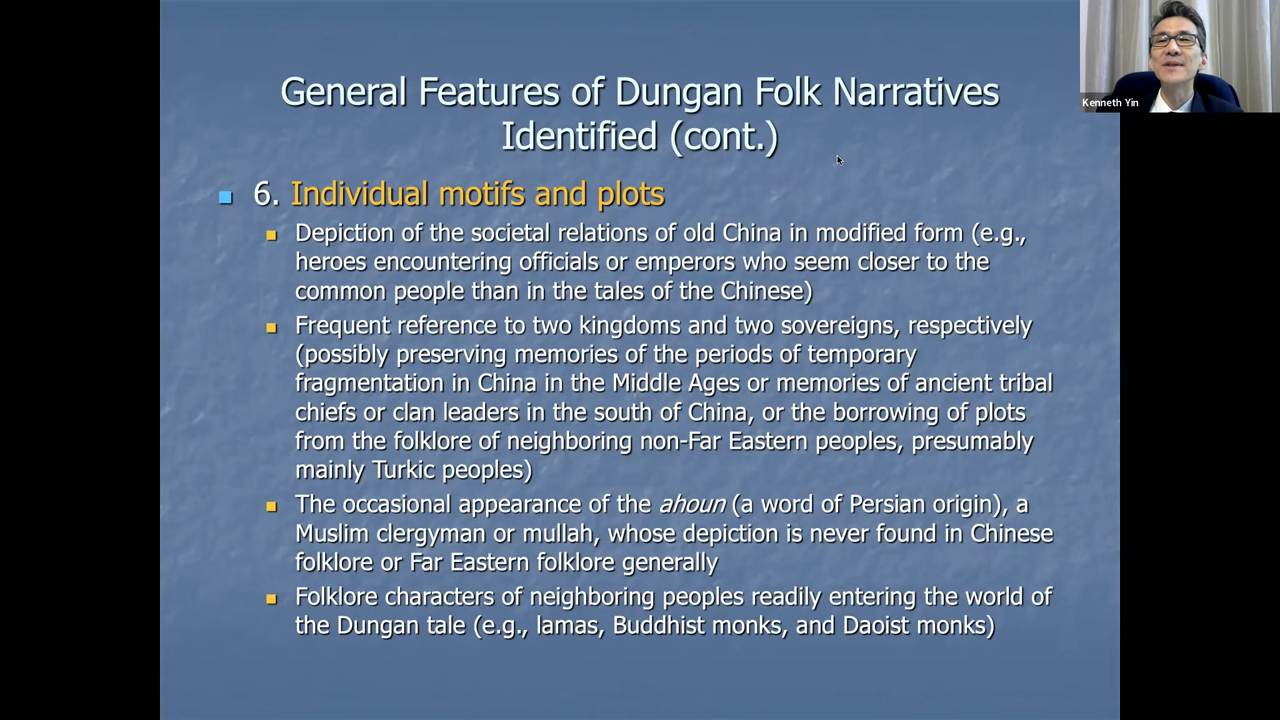 General Features of Dungan Folk Narratives
Identified (cont.)
Kenneth Yin
6. Individual motifs and plots
Depiction of the societal relations of old China in modified form (e.g.,
heroes encountering officials or emperors who seem closer to the
common people than in the tales of the Chinese)
Frequent reference to two kingdoms and two sovereigns, respectively
(possibly preserving memories of the periods of temporary
fragmentation in China in the Middle Ages or memories of ancient tribal
chiefs or clan leaders in the south of China, or the borrowing of plots
from the folklore of neighboring non-Far Eastern peoples, presumably
mainly Turkic peoples)
The occasional appearance of the ahoun (a word of Persian origin), a
Muslim clergyman or mullah, whose depiction is never found in Chinese
folklore or Far Eastern folklore generally
Folklore characters of neighboring peoples readily entering the world of
the Dungan tale (e.g., lamas, Buddhist monks, and Daoist monks)